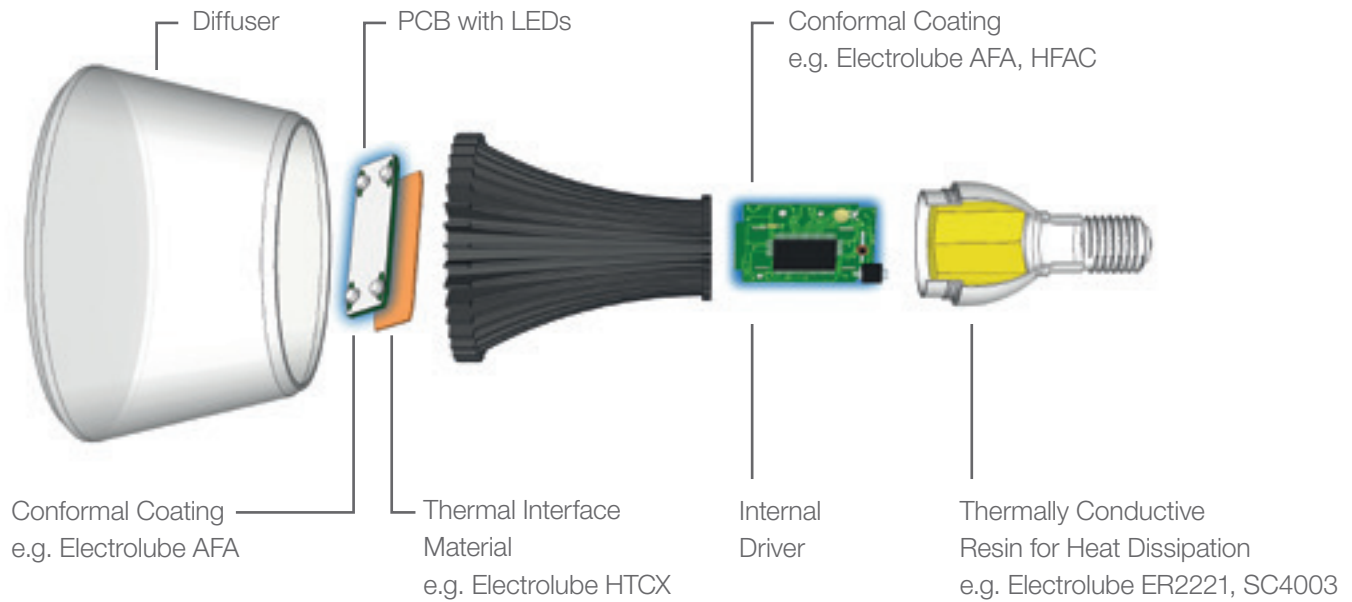 Diffuser
PCB with LEDs
Conformal Coating
e.g. Electrolube AFA, HFAC
Conformal Coating
e.g. Electrolube AFA
Thermal Interface
Material
e.g. Electrolube HTCX
Internal
Driver
Thermally Conductive
Resin for Heat Dissipation
e.g. Electrolube ER2221, SC4003